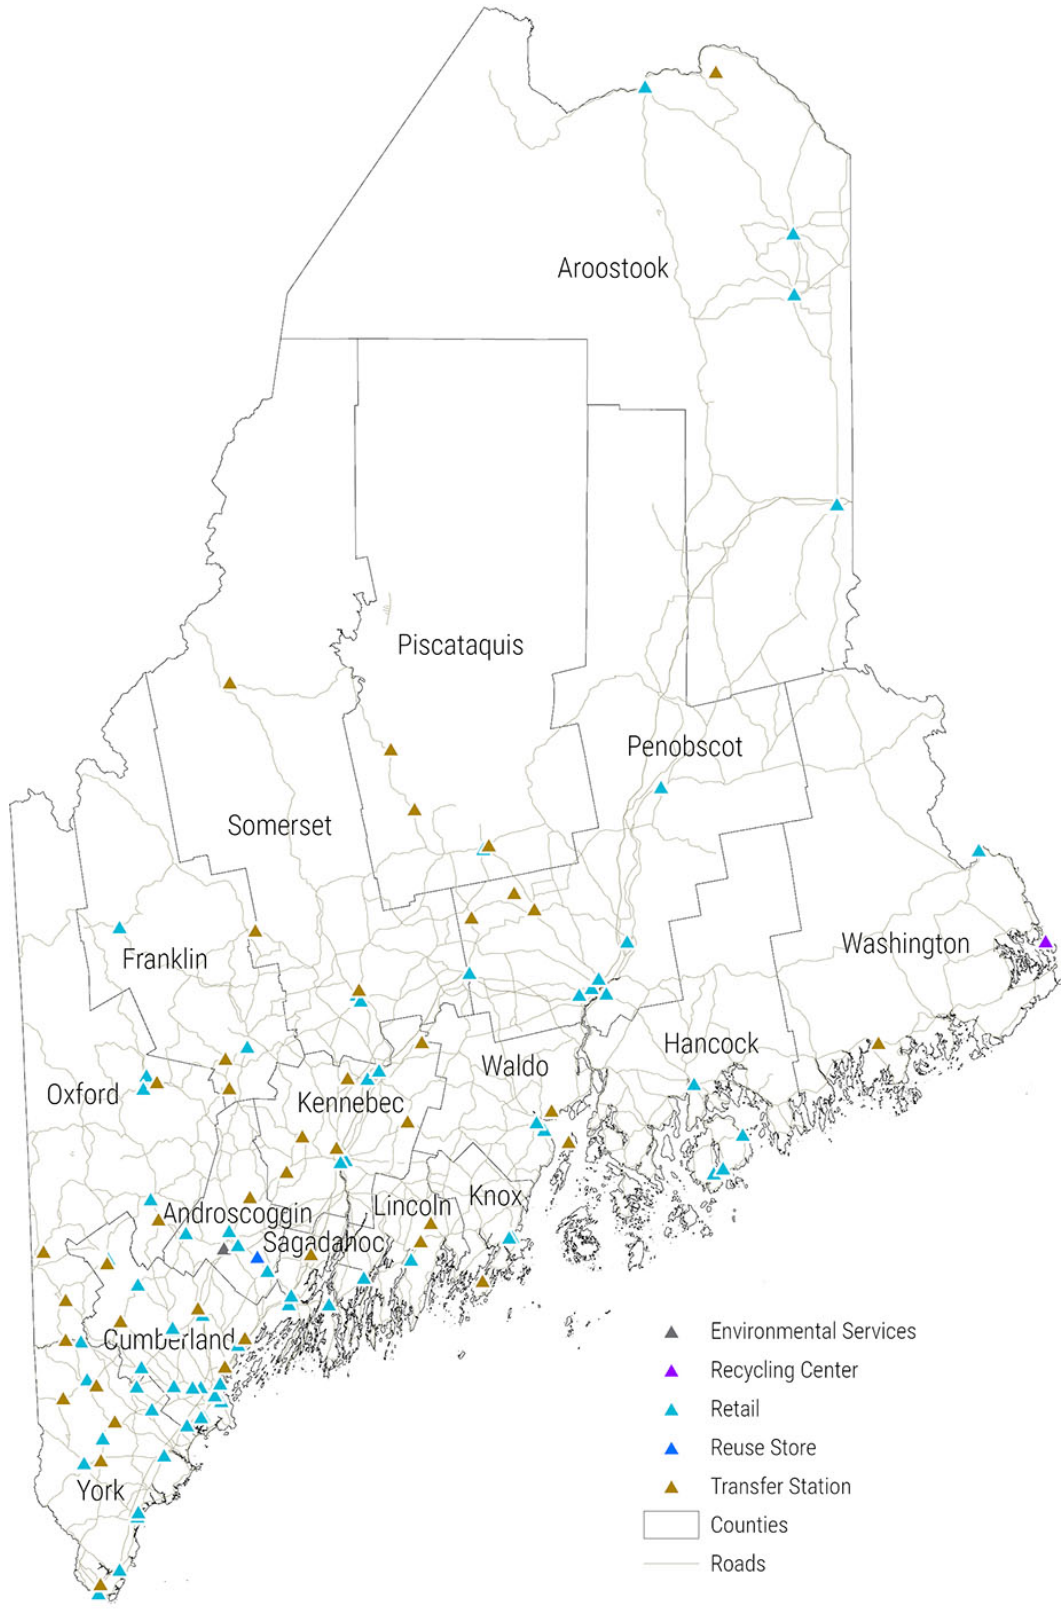 Aroostook
Piscataquis
Penobscot
Somerset
Franklin
Washington
Hancock
Waldo
Oxford
Kennebec
Knox
Lincoln
Androscoggin
Sagadahoc
Cumberland
York
Environmental Services
Recycling Center
Retail
Reuse Store
Transfer Station
Counties
Roads